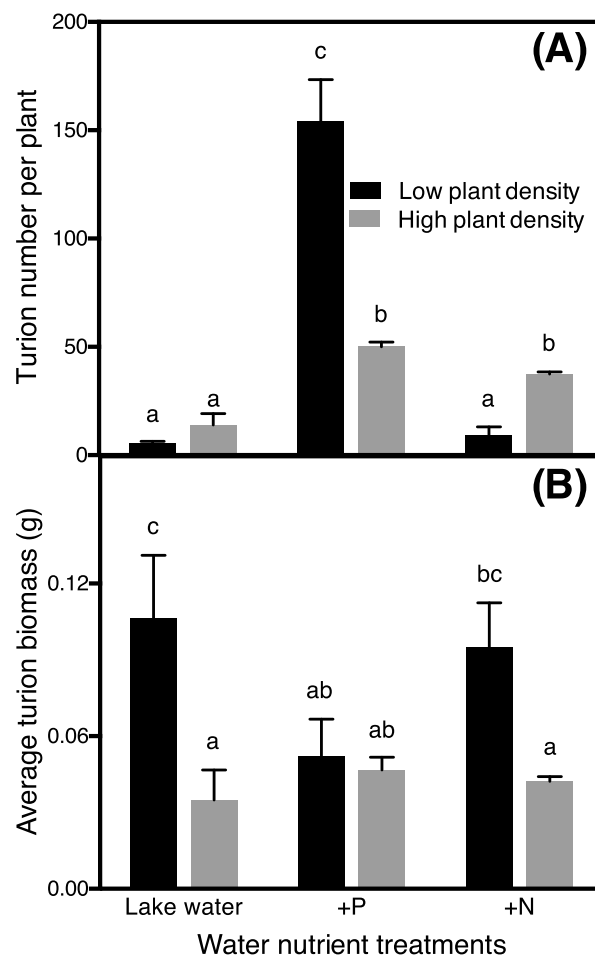 (A)
Turion number per plant
200
150
100
50
0
c
Low plant density
High plant density
b
b
a
a
a
(B)
Average turion biomass (g)
0.12
0.06
0.00
c
bc
ab
ab
a
a
Lake water
+P
+N
Water nutrient treatments